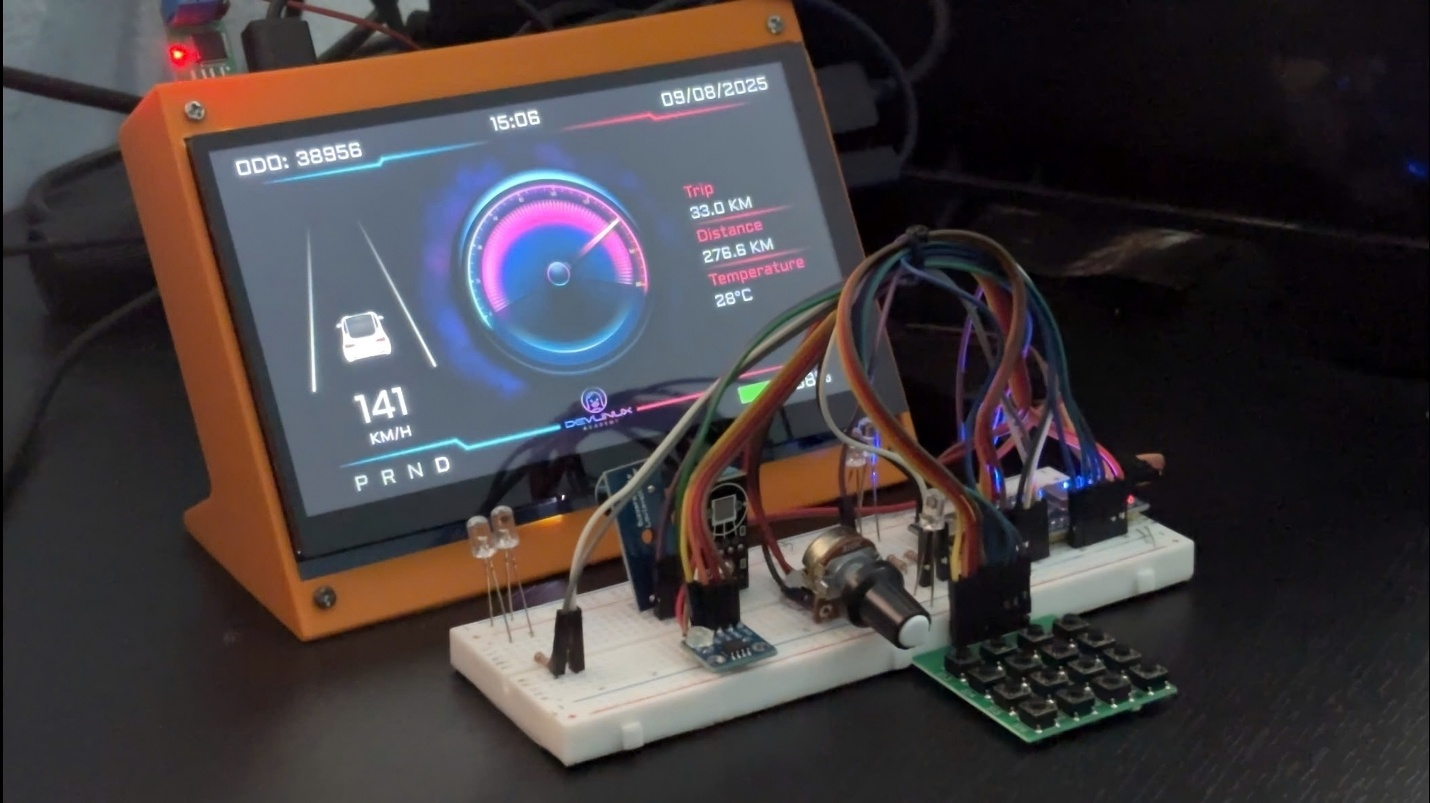 15:06
09/08/2025
ODO: 38956
Trip
33.0 KM
Distance
276.6 KM
Temperature
28°C
141
KM/H
DEVLINUX
ACADEMY
P R N D